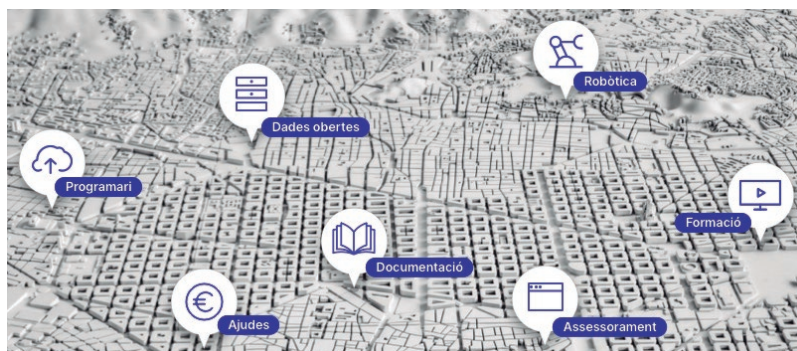 Robòtica
Dades obertes
Programari
Formació
Documentació
Ajudes
Assessorament